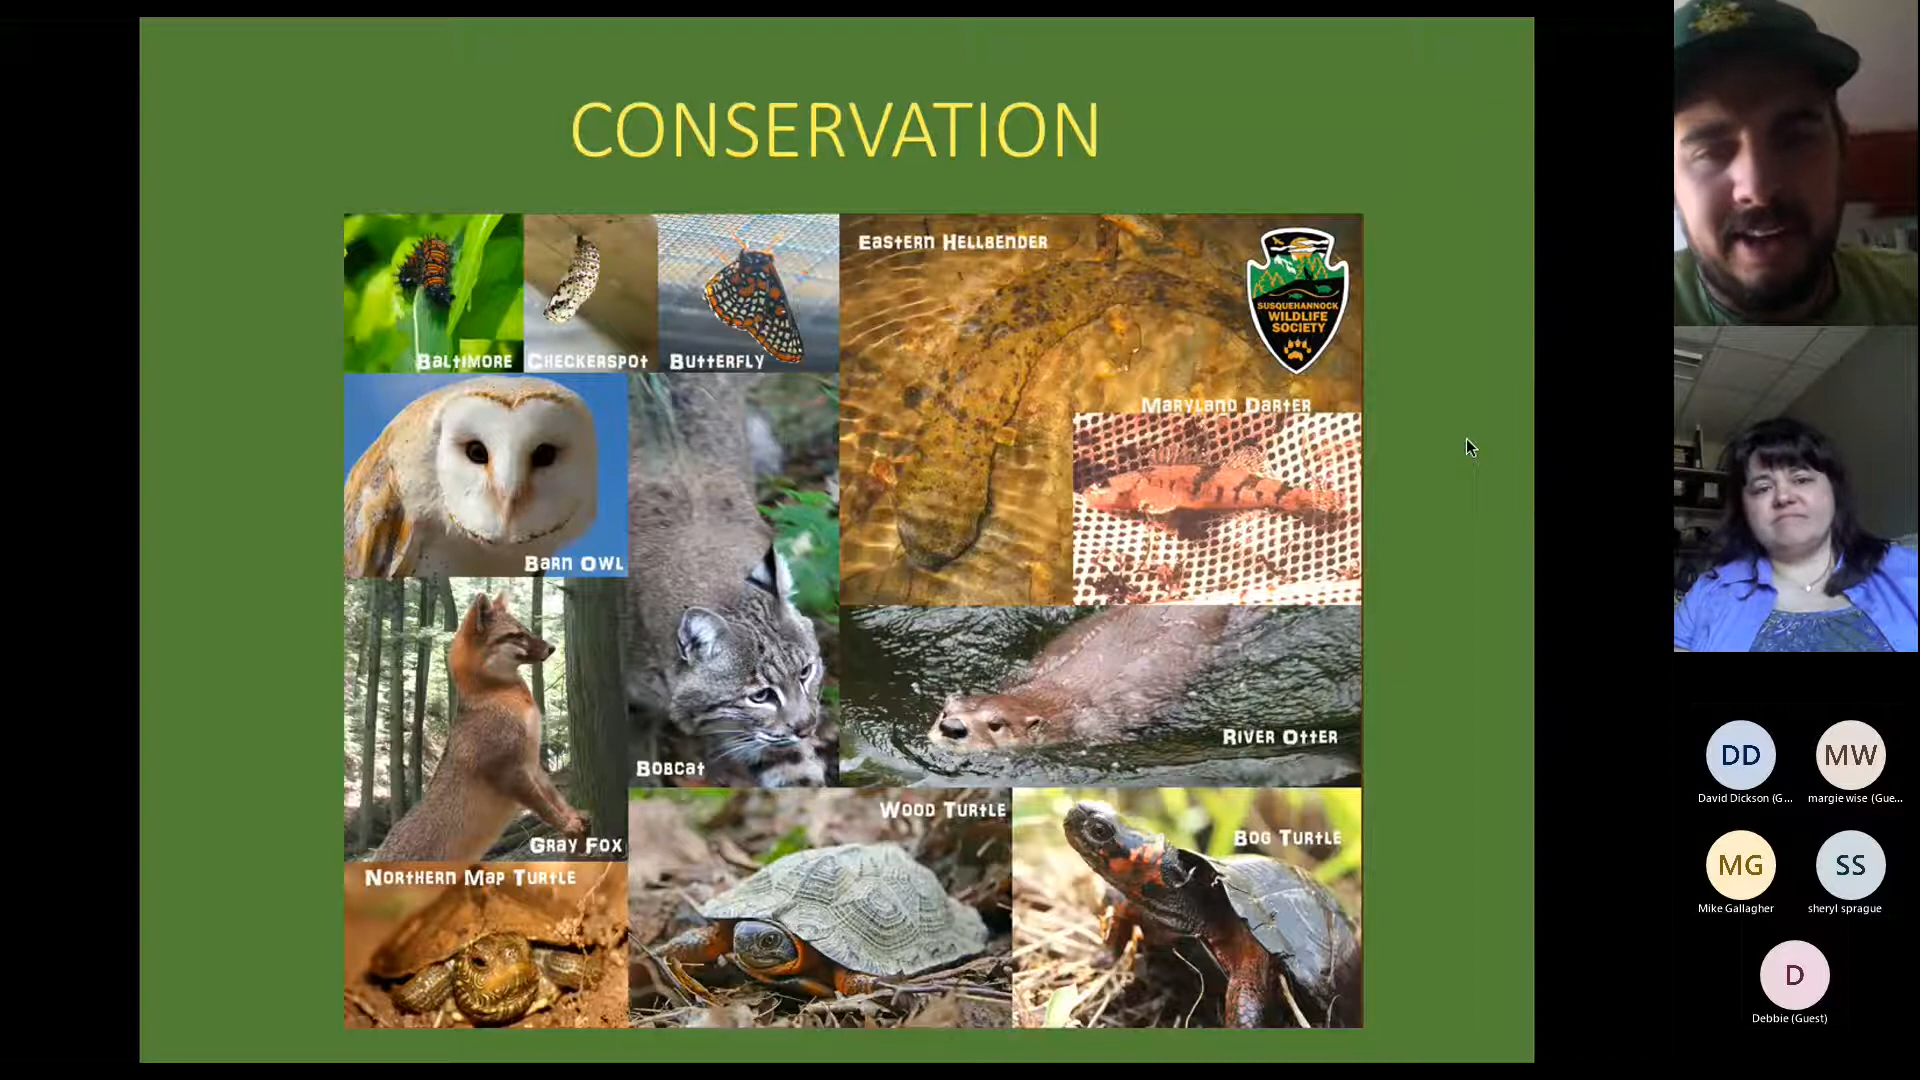 CONSERVATION
Baltimore Checkerspot Butterfly
Eastern Hellbender
SUSQUEHANNOCK
WILDLIFE
SOCIETY
Maryland Darter
Barn Owl
Bobcat
River Otter
Gray Fox
Wood Turtle
Bog Turtle
Northern Map Turtle
DD
David Dickson (G...
MW
margie wise (Gue...
MG
Mike Gallagher
SS
sheryl sprague
D
Debbie (Guest)